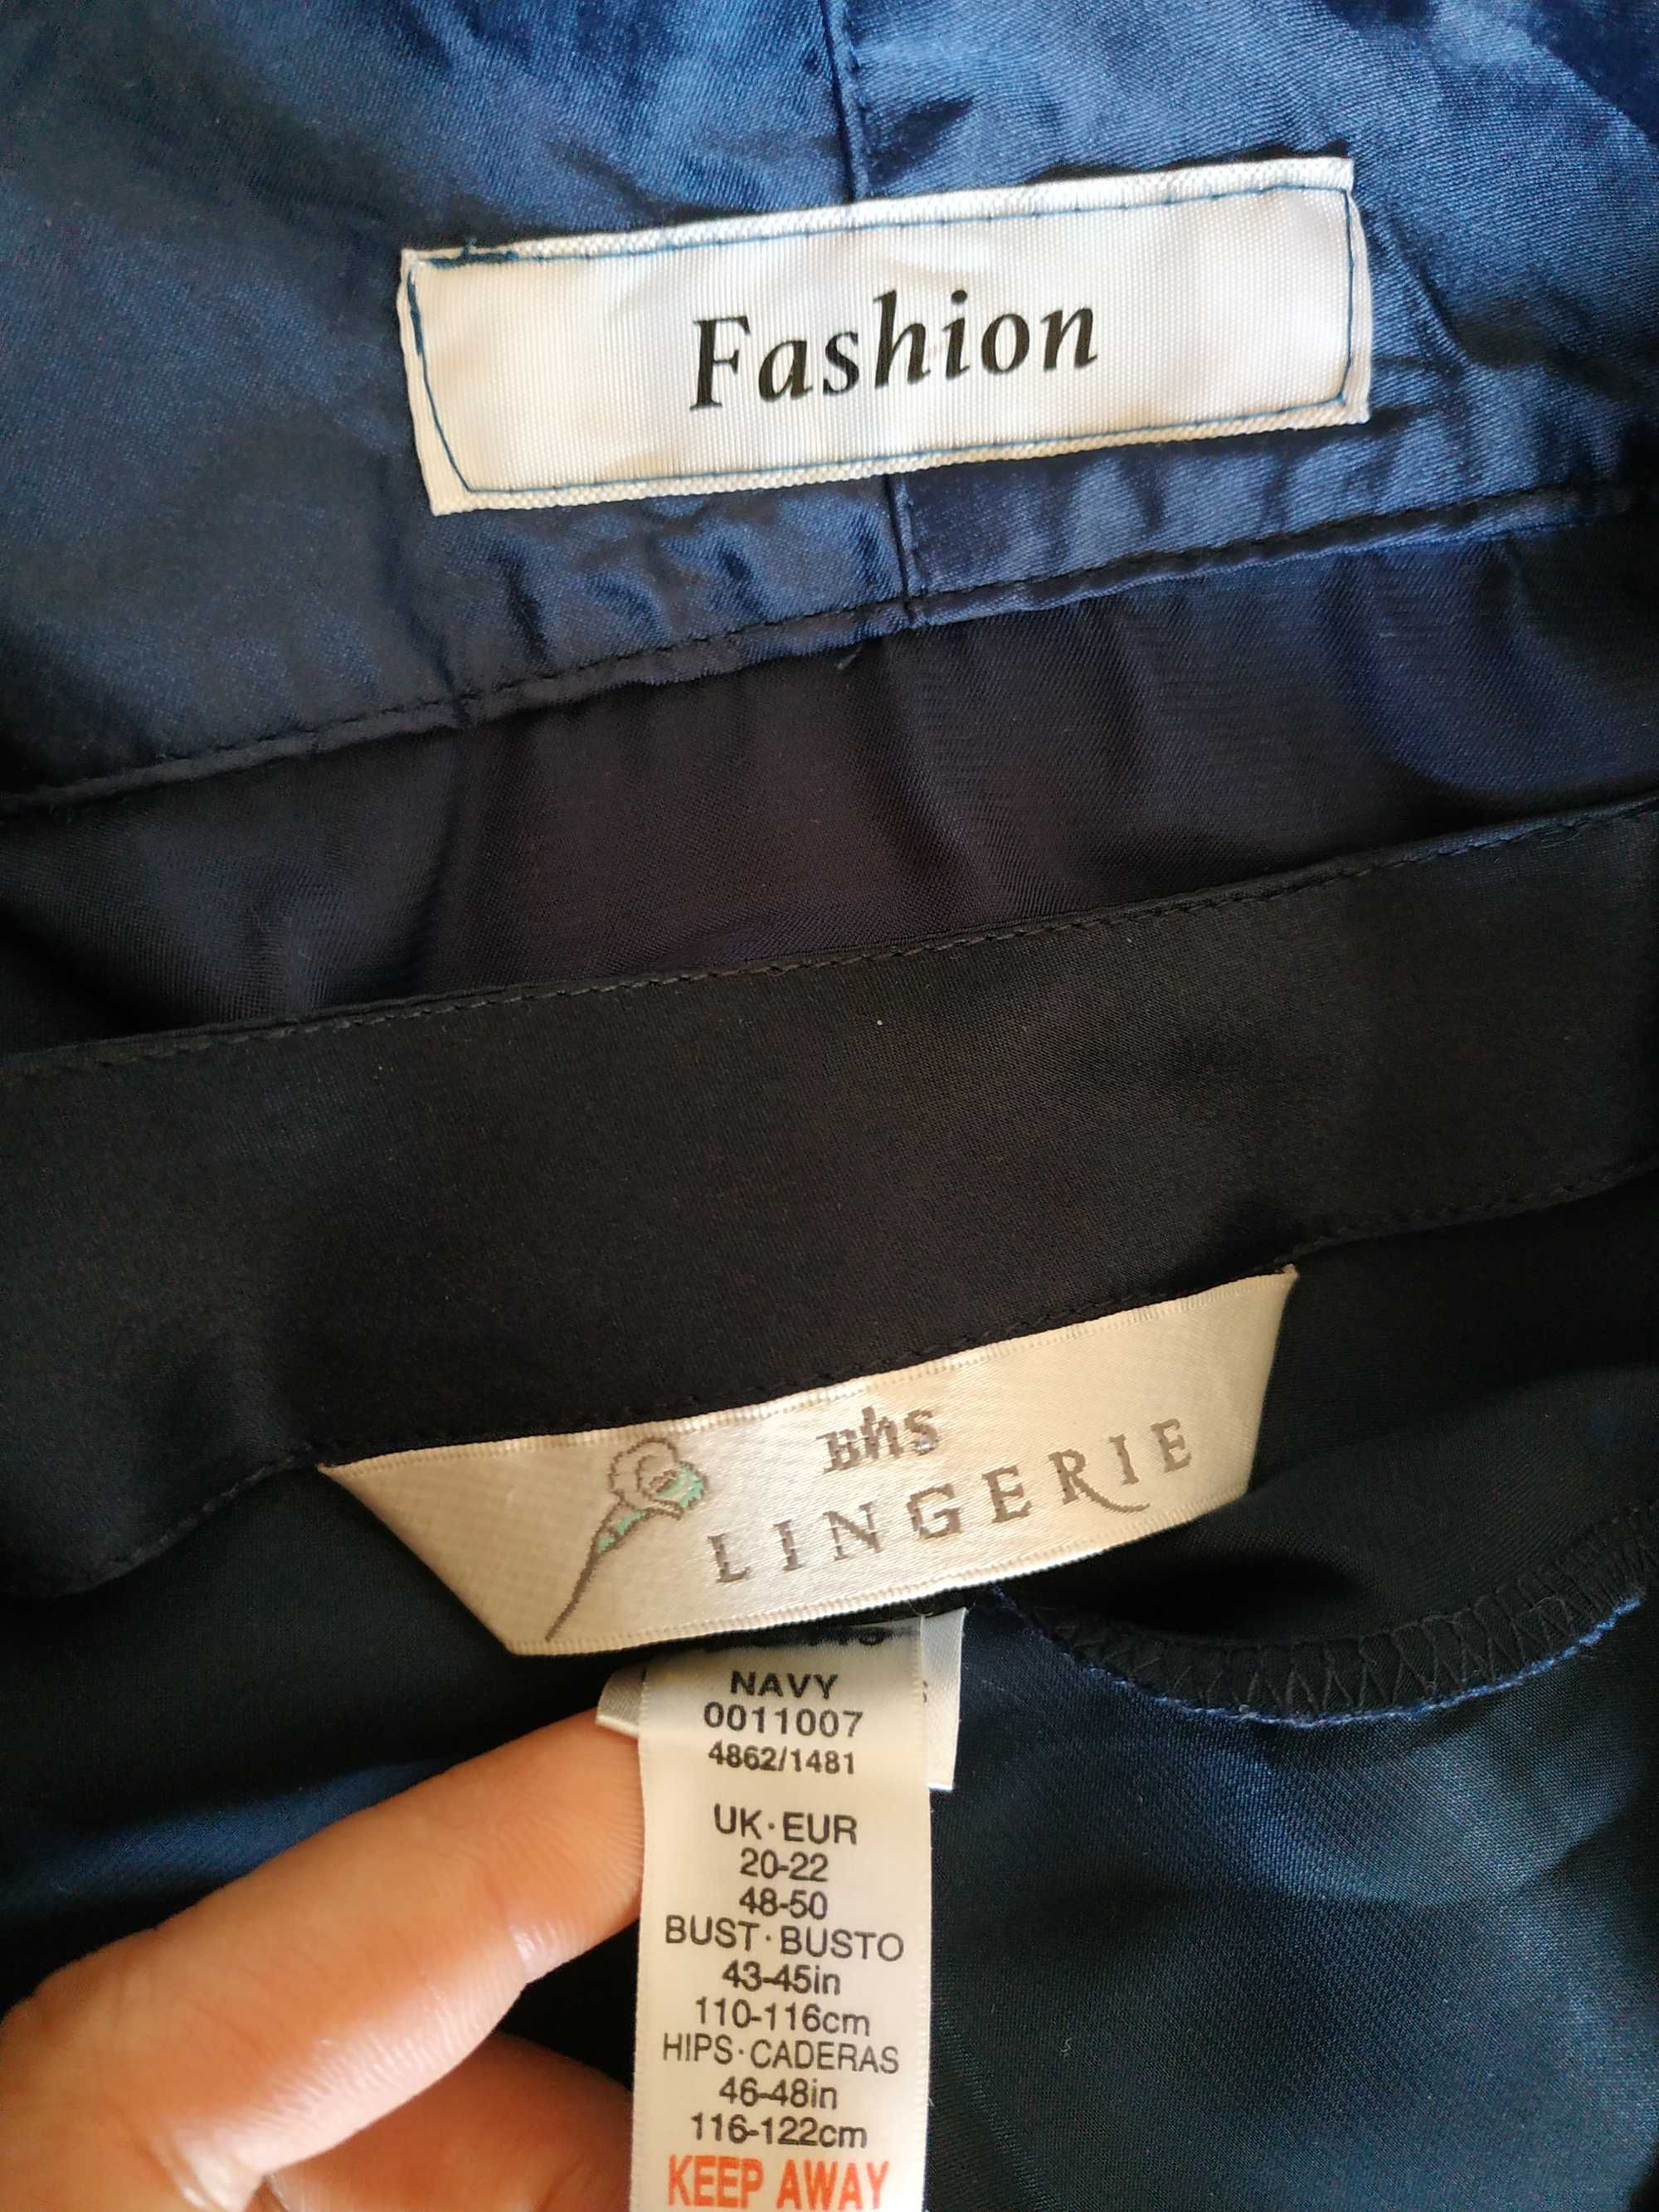 Fashion
Bhs
LINGERIE
NAVY
0011007
4862/1481
UK·EUR
20-22
48-50
BUST·BUSTO
43-45in
110-116cm
HIPS·CADERAS
46-48in
116-122cm
KEEP AWAY